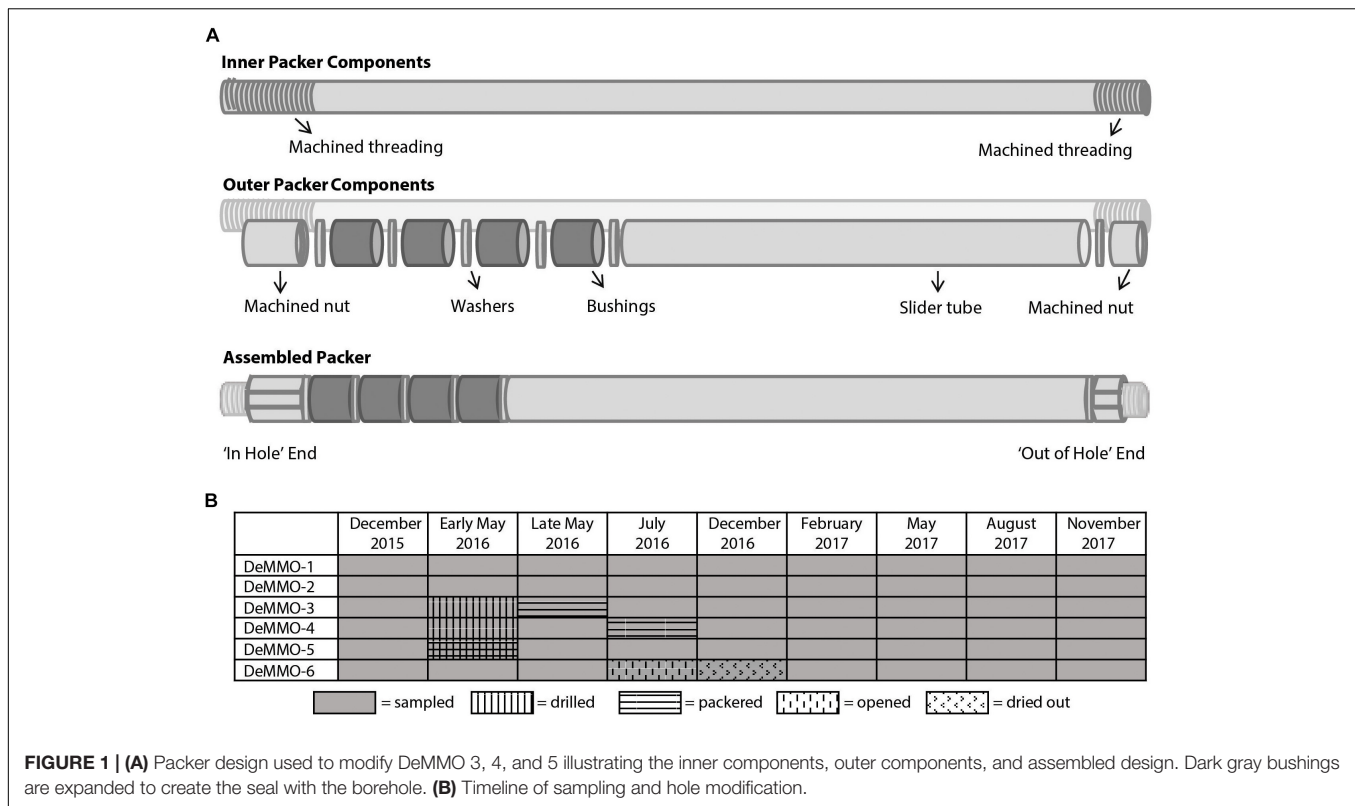 A
Inner Packer Components
Machined threading
Machined threading
Outer Packer Components
Machined nut
Washers
Bushings
Slider tube
Machined nut
Assembled Packer
'In Hole' End
'Out of Hole' End
B
December 2015
Early May 2016
Late May 2016
July 2016
December 2016
February 2017
May 2017
August 2017
November 2017
DeMMO-1
DeMMO-2
DeMMO-3
DeMMO-4
DeMMO-5
DeMMO-6
= sampled
= drilled
= packered
= opened
= dried out
FIGURE 1 | (A) Packer design used to modify DeMMO 3, 4, and 5 illustrating the inner components, outer components, and assembled design. Dark gray bushings
are expanded to create the seal with the borehole. (B) Timeline of sampling and hole modification.